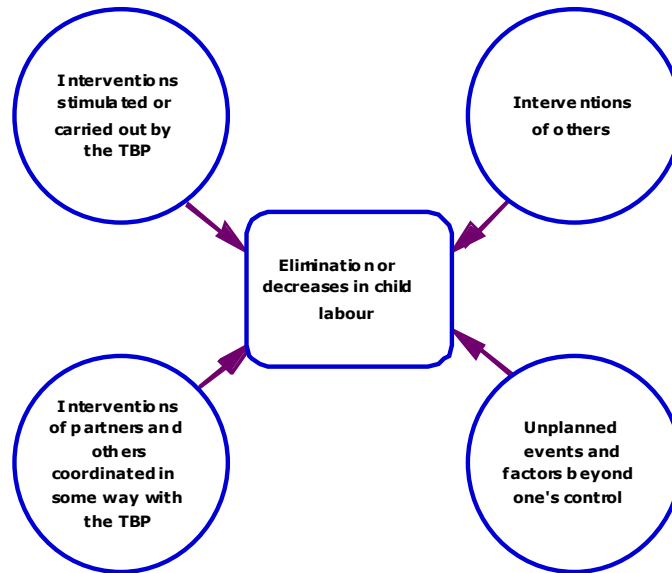 Interventions
stimulated or
carried out by
the TBP
Interventions
of others
Elimination or
decreases in child
labour
Interventions
of partners and
others
coordinated in
some way with
the TBP
Unplanned
events and
factors beyond
one's control